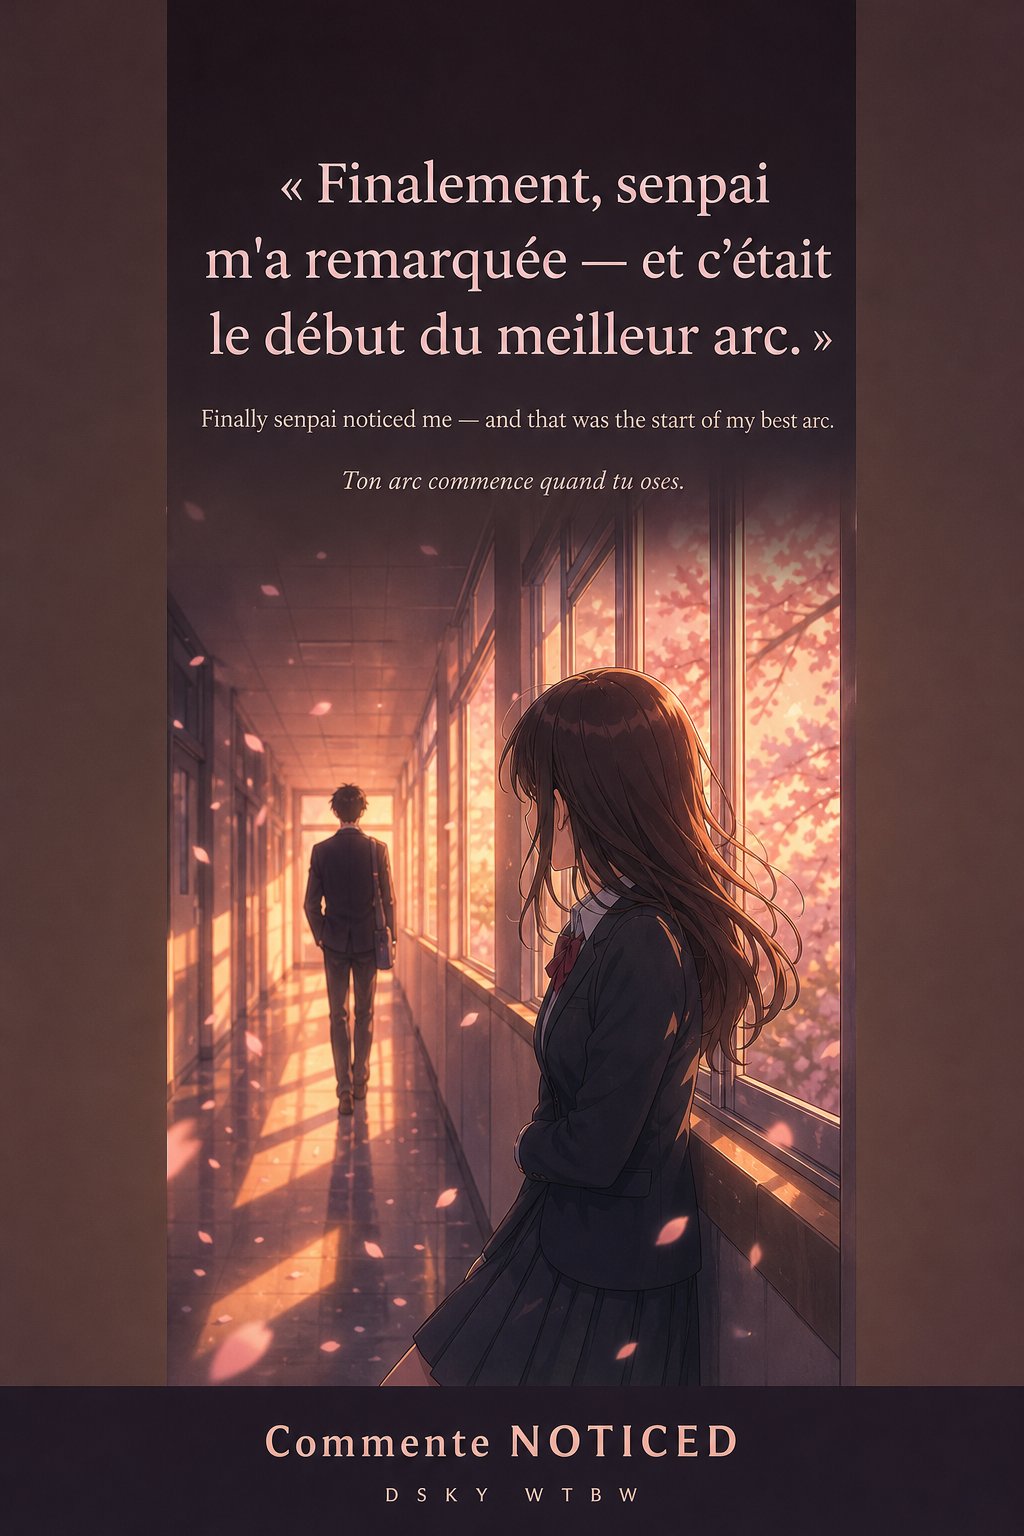 « Finalement, senpai
m'a remarquée — et c’était
le début du meilleur arc. »
Finally senpai noticed me — and that was the start of my best arc.
Ton arc commence quand tu oses.
Commente NOTICED
DSKY WTBW